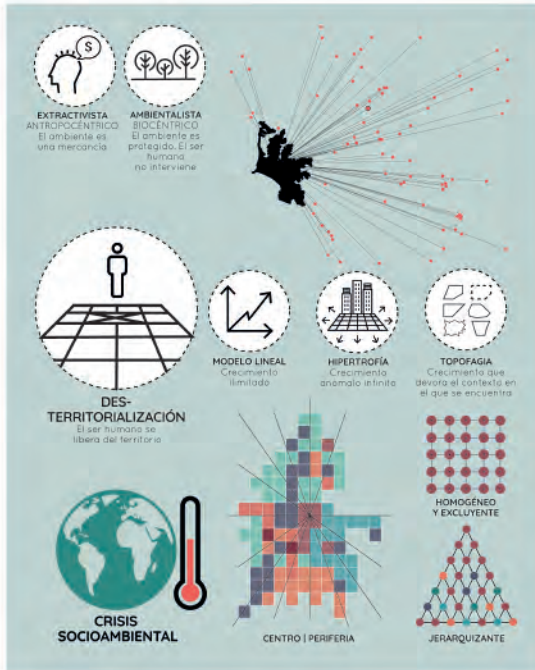 $
EXTRACTIVISTA
ANTROPOCÉNTRICO
El ambiente es
una mercancía
AMBIENTALISTA
BIOCÉNTRICO
El ambiente es
protegido. El ser
humano
no interviene
DES-
TERRITORIALIZACIÓN
El ser humano se
libera del territorio
MODELO LINEAL
Crecimiento
ilimitado
HIPERTROFÍA
Crecimiento
anómalo infinito
TOPOFAGIA
Crecimiento que
devora el contexto en
el que se encuentra
CRISIS
SOCIOAMBIENTAL
CENTRO | PERIFERIA
HOMOGÉNEO
Y EXCLUYENTE
JERARQUIZANTE